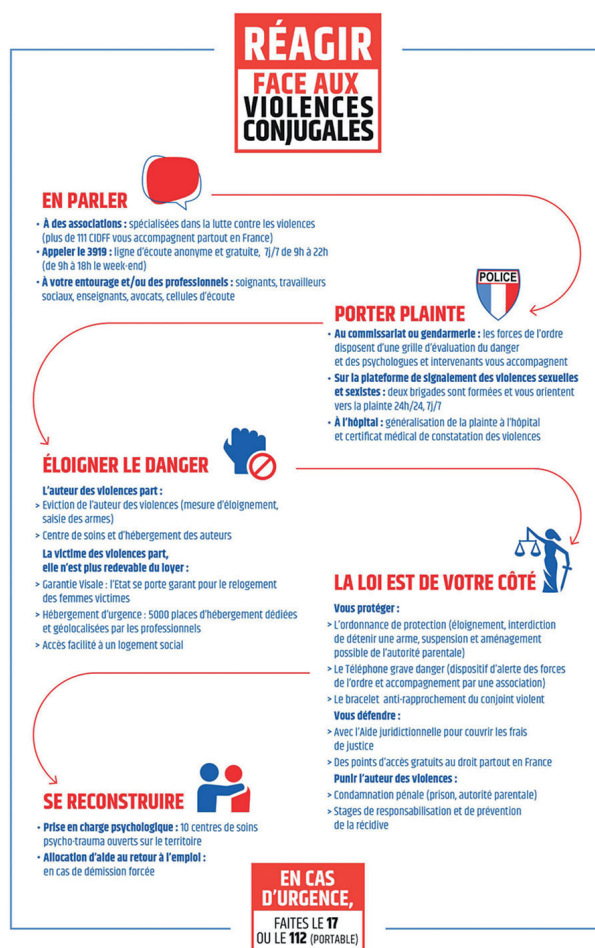 RÉAGIR
FACE AUX
VIOLENCES
CONJUGALES
EN PARLER
• À des associations : spécialisées dans la lutte contre les violences
(plus de 111 CIDFF vous accompagnent partout en France)
• Appeler le 3919 : ligne d'écoute anonyme et gratuite, 7j/7 de 9h à 22h
(de 9h à 18h le week-end)
• À votre entourage et/ou des professionnels : soignants, travailleurs
sociaux, enseignants, avocats, cellules d'écoute
POLICE
PORTER PLAINTE
• Au commissariat ou gendarmerie : les forces de l'ordre
disposent d'une grille d'évaluation du danger
et des psychologues et intervenants vous accompagnent
• Sur la plateforme de signalement des violences sexuelles
et sexistes : deux brigades sont formées et vous orientent
vers la plainte 24h/24, 7j/7
• À l'hôpital : généralisation de la plainte à l'hôpital
et certificat médical de constatation des violences
ÉLOIGNER LE DANGER
L'auteur des violences part :
> Eviction de l'auteur des violences (mesure d'éloignement,
saisie des armes)
> Centre de soins et d'hébergement des auteurs
La victime des violences part,
elle n'est plus redevable du loyer :
> Garantie Visale : l'Etat se porte garant pour le relogement
des femmes victimes
> Hébergement d'urgence : 5000 places d'hébergement dédiées
et géolocalisées par les professionnels
> Accès facilité à un logement social
LA LOI EST DE VOTRE CÔTÉ
Vous protéger :
> L'ordonnance de protection (éloignement, interdiction
de détenir une arme, suspension et aménagement
possible de l'autorité parentale)
> Le Téléphone grave danger (dispositif d'alerte des forces
de l'ordre et accompagnement par une association)
> Le bracelet anti-rapprochement du conjoint violent
Vous défendre :
> Avec l'Aide juridictionnelle pour couvrir les frais
de justice
> Des points d'accès gratuits au droit partout en France
Punir l'auteur des violences :
> Condamnation pénale (prison, autorité parentale)
> Stages de responsabilisation et de prévention
de la récidive
SE RECONSTRUIRE
• Prise en charge psychologique : 10 centres de soins
psycho-trauma ouverts sur le territoire
• Allocation d'aide au retour à l'emploi :
en cas de démission forcée
EN CAS
D'URGENCE,
FAITES LE 17
OU LE 112 (PORTABLE)